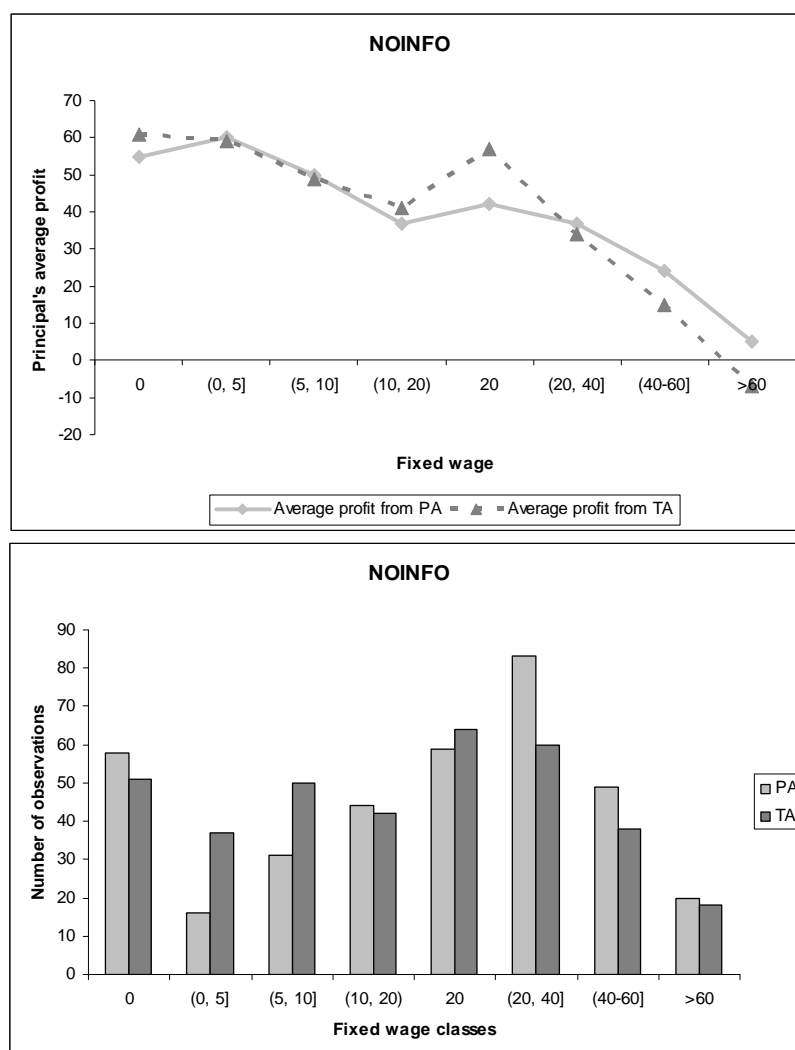 NOINFO
Principal's average profit
70
60
50
40
30
20
10
0
-10
-20
0 (0, 5] (5, 10] (10, 20) 20 (20, 40] (40-60] >60
Fixed wage
Average profit from PA Average profit from TA
NOINFO
Number of observations
90
80
70
60
50
40
30
20
10
0
PA
TA
0 (0, 5] (5, 10] (10, 20) 20 (20, 40] (40-60] >60
Fixed wage classes